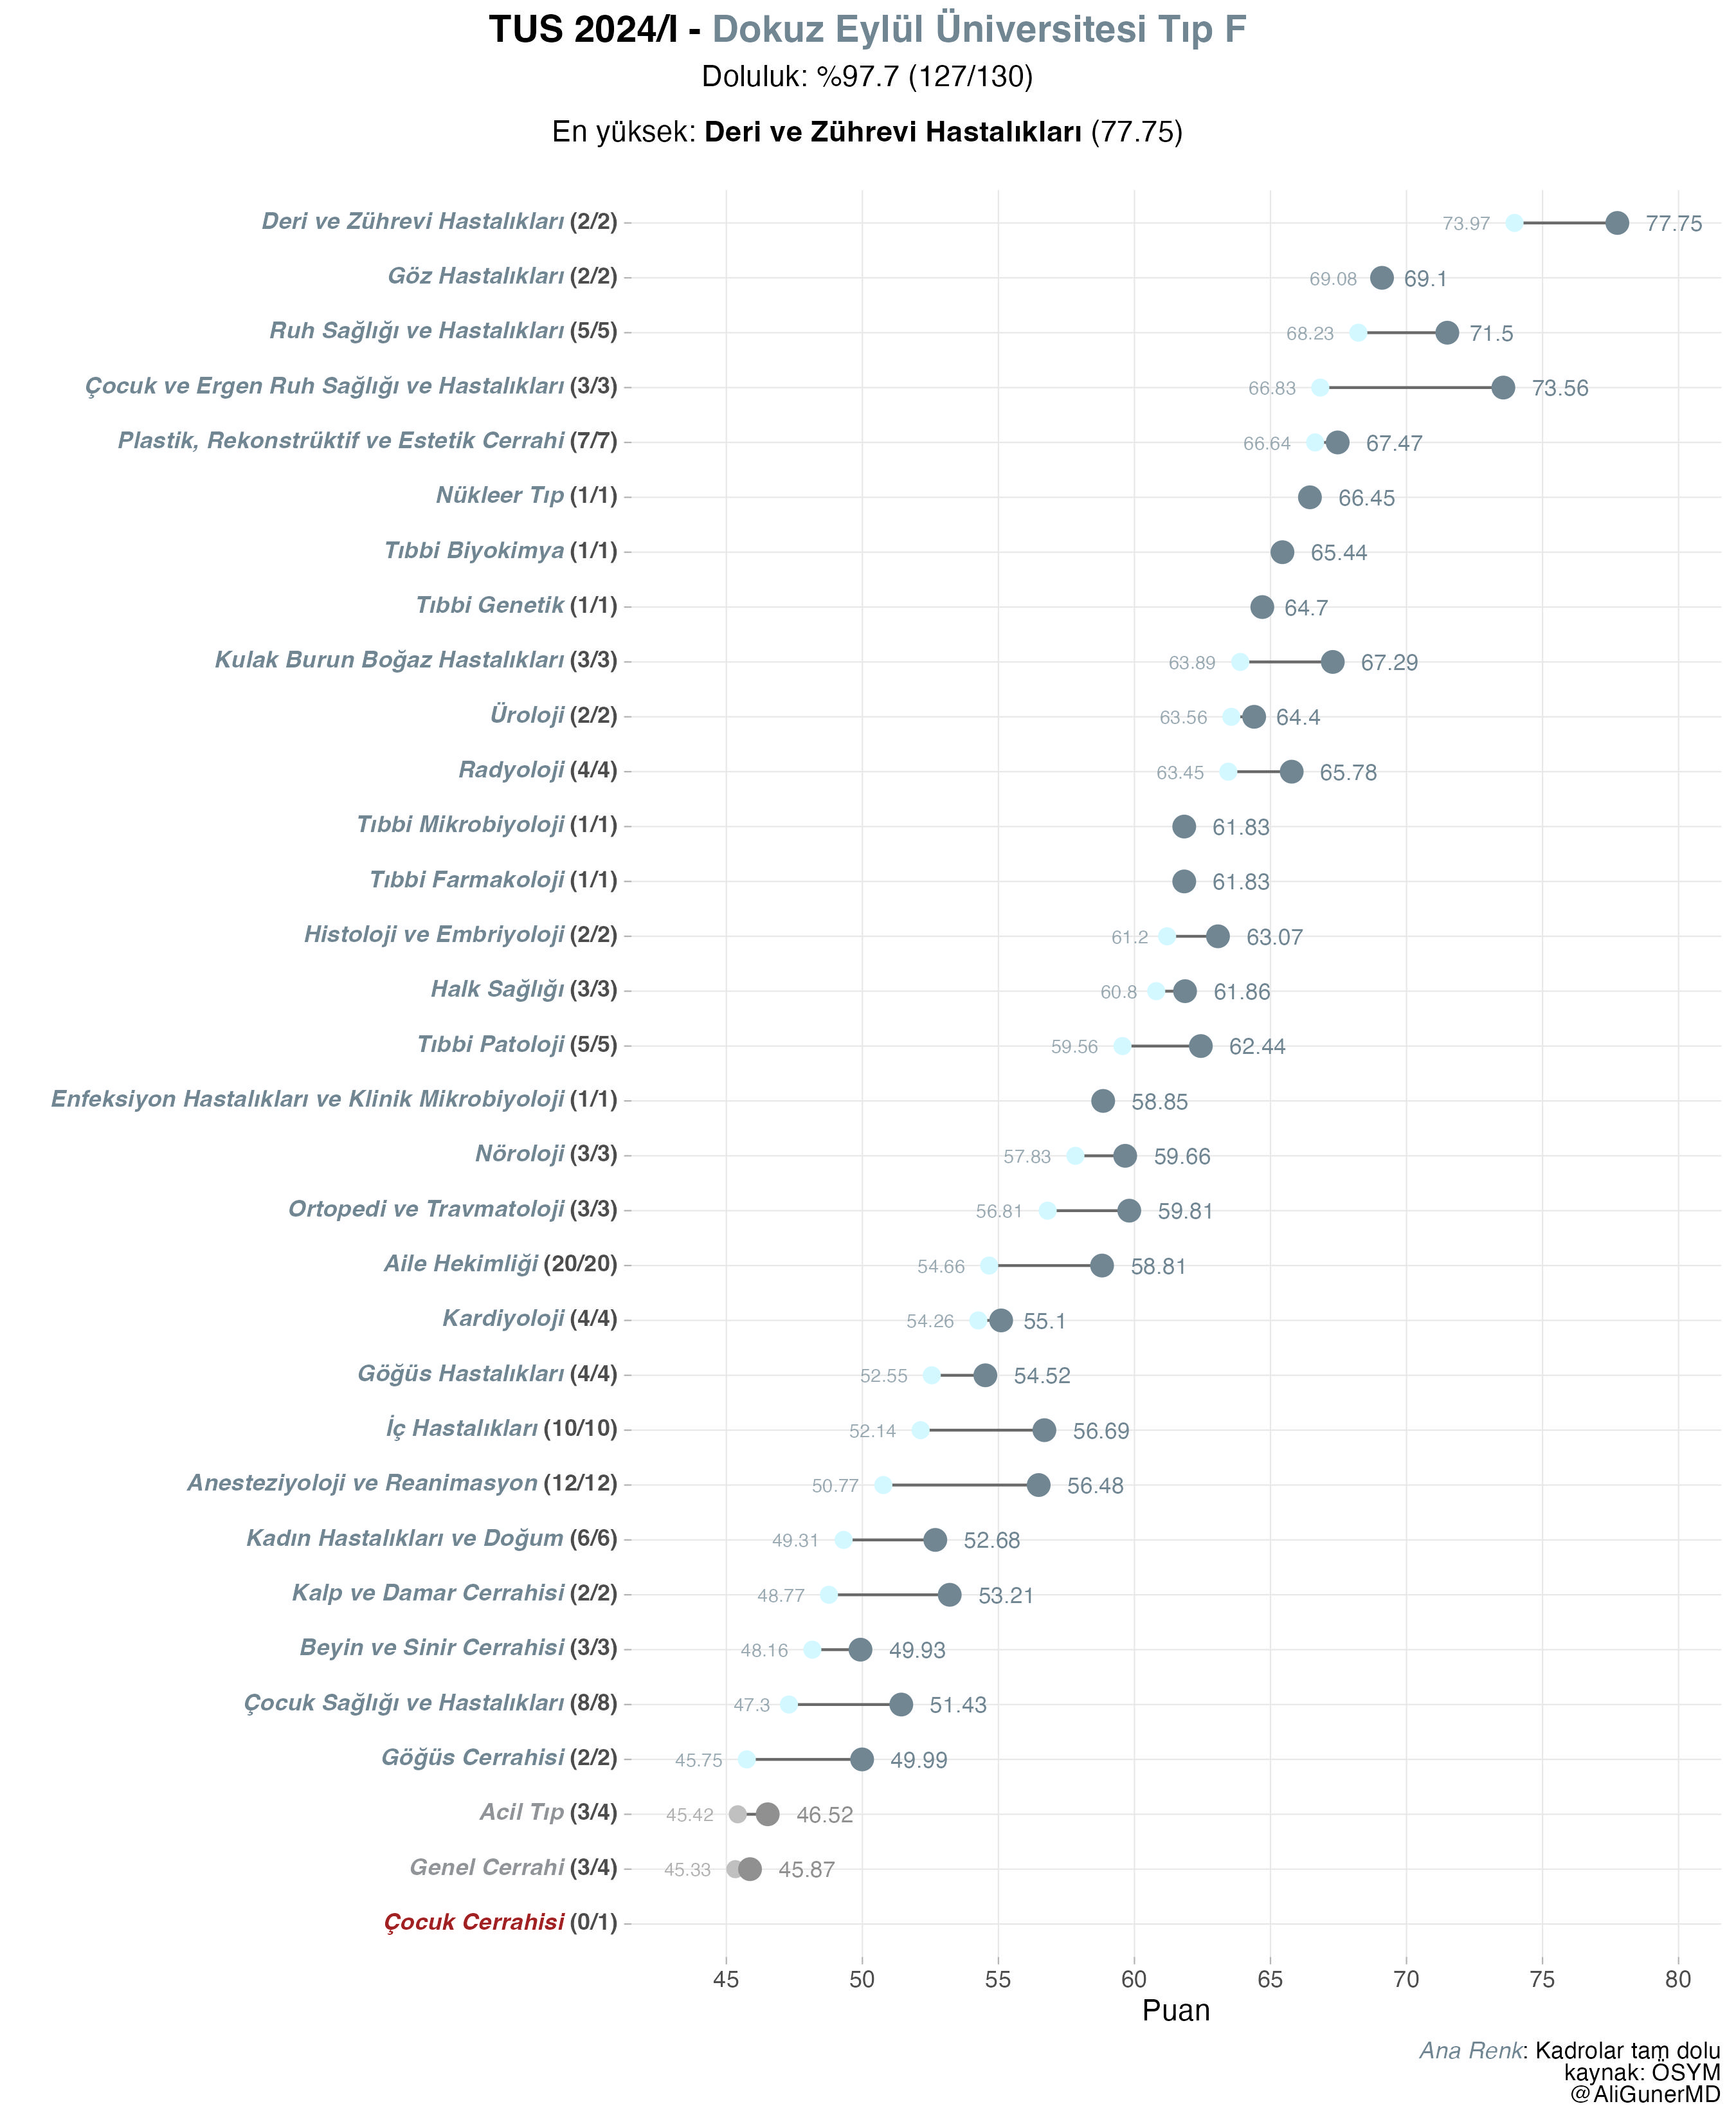 TUS 2024/I - Dokuz Eylül Üniversitesi Tıp F
Doluluk: %97.7 (127/130)
En yüksek: Deri ve Zührevi Hastalıkları (77.75)
Deri ve Zührevi Hastalıkları (2/2) 73.97 77.75
Göz Hastalıkları (2/2) 69.08 69.1
Ruh Sağlığı ve Hastalıkları (5/5) 68.23 71.5
Çocuk ve Ergen Ruh Sağlığı ve Hastalıkları (3/3) 66.83 73.56
Plastik, Rekonstrüktif ve Estetik Cerrahi (7/7) 66.64 67.47
Nükleer Tıp (1/1) 66.45
Tıbbi Biyokimya (1/1) 65.44
Tıbbi Genetik (1/1) 64.7
Kulak Burun Boğaz Hastalıkları (3/3) 63.89 67.29
Üroloji (2/2) 63.56 64.4
Radyoloji (4/4) 63.45 65.78
Tıbbi Mikrobiyoloji (1/1) 61.83
Tıbbi Farmakoloji (1/1) 61.83
Histoloji ve Embriyoloji (2/2) 61.2 63.07
Halk Sağlığı (3/3) 60.8 61.86
Tıbbi Patoloji (5/5) 59.56 62.44
Enfeksiyon Hastalıkları ve Klinik Mikrobiyoloji (1/1) 58.85
Nöroloji (3/3) 57.83 59.66
Ortopedi ve Travmatoloji (3/3) 56.81 59.81
Aile Hekimliği (20/20) 54.66 58.81
Kardiyoloji (4/4) 54.26 55.1
Göğüs Hastalıkları (4/4) 52.55 54.52
İç Hastalıkları (10/10) 52.14 56.69
Anesteziyoloji ve Reanimasyon (12/12) 50.77 56.48
Kadın Hastalıkları ve Doğum (6/6) 49.31 52.68
Kalp ve Damar Cerrahisi (2/2) 48.77 53.21
Beyin ve Sinir Cerrahisi (3/3) 48.16 49.93
Çocuk Sağlığı ve Hastalıkları (8/8) 47.3 51.43
Göğüs Cerrahisi (2/2) 45.75 49.99
Acil Tıp (3/4) 45.42 46.52
Genel Cerrahi (3/4) 45.33 45.87
Çocuk Cerrahisi (0/1)
45 50 55 60 65 70 75 80
Puan
Ana Renk: Kadrolar tam dolu
kaynak: ÖSYM
@AliGunerMD